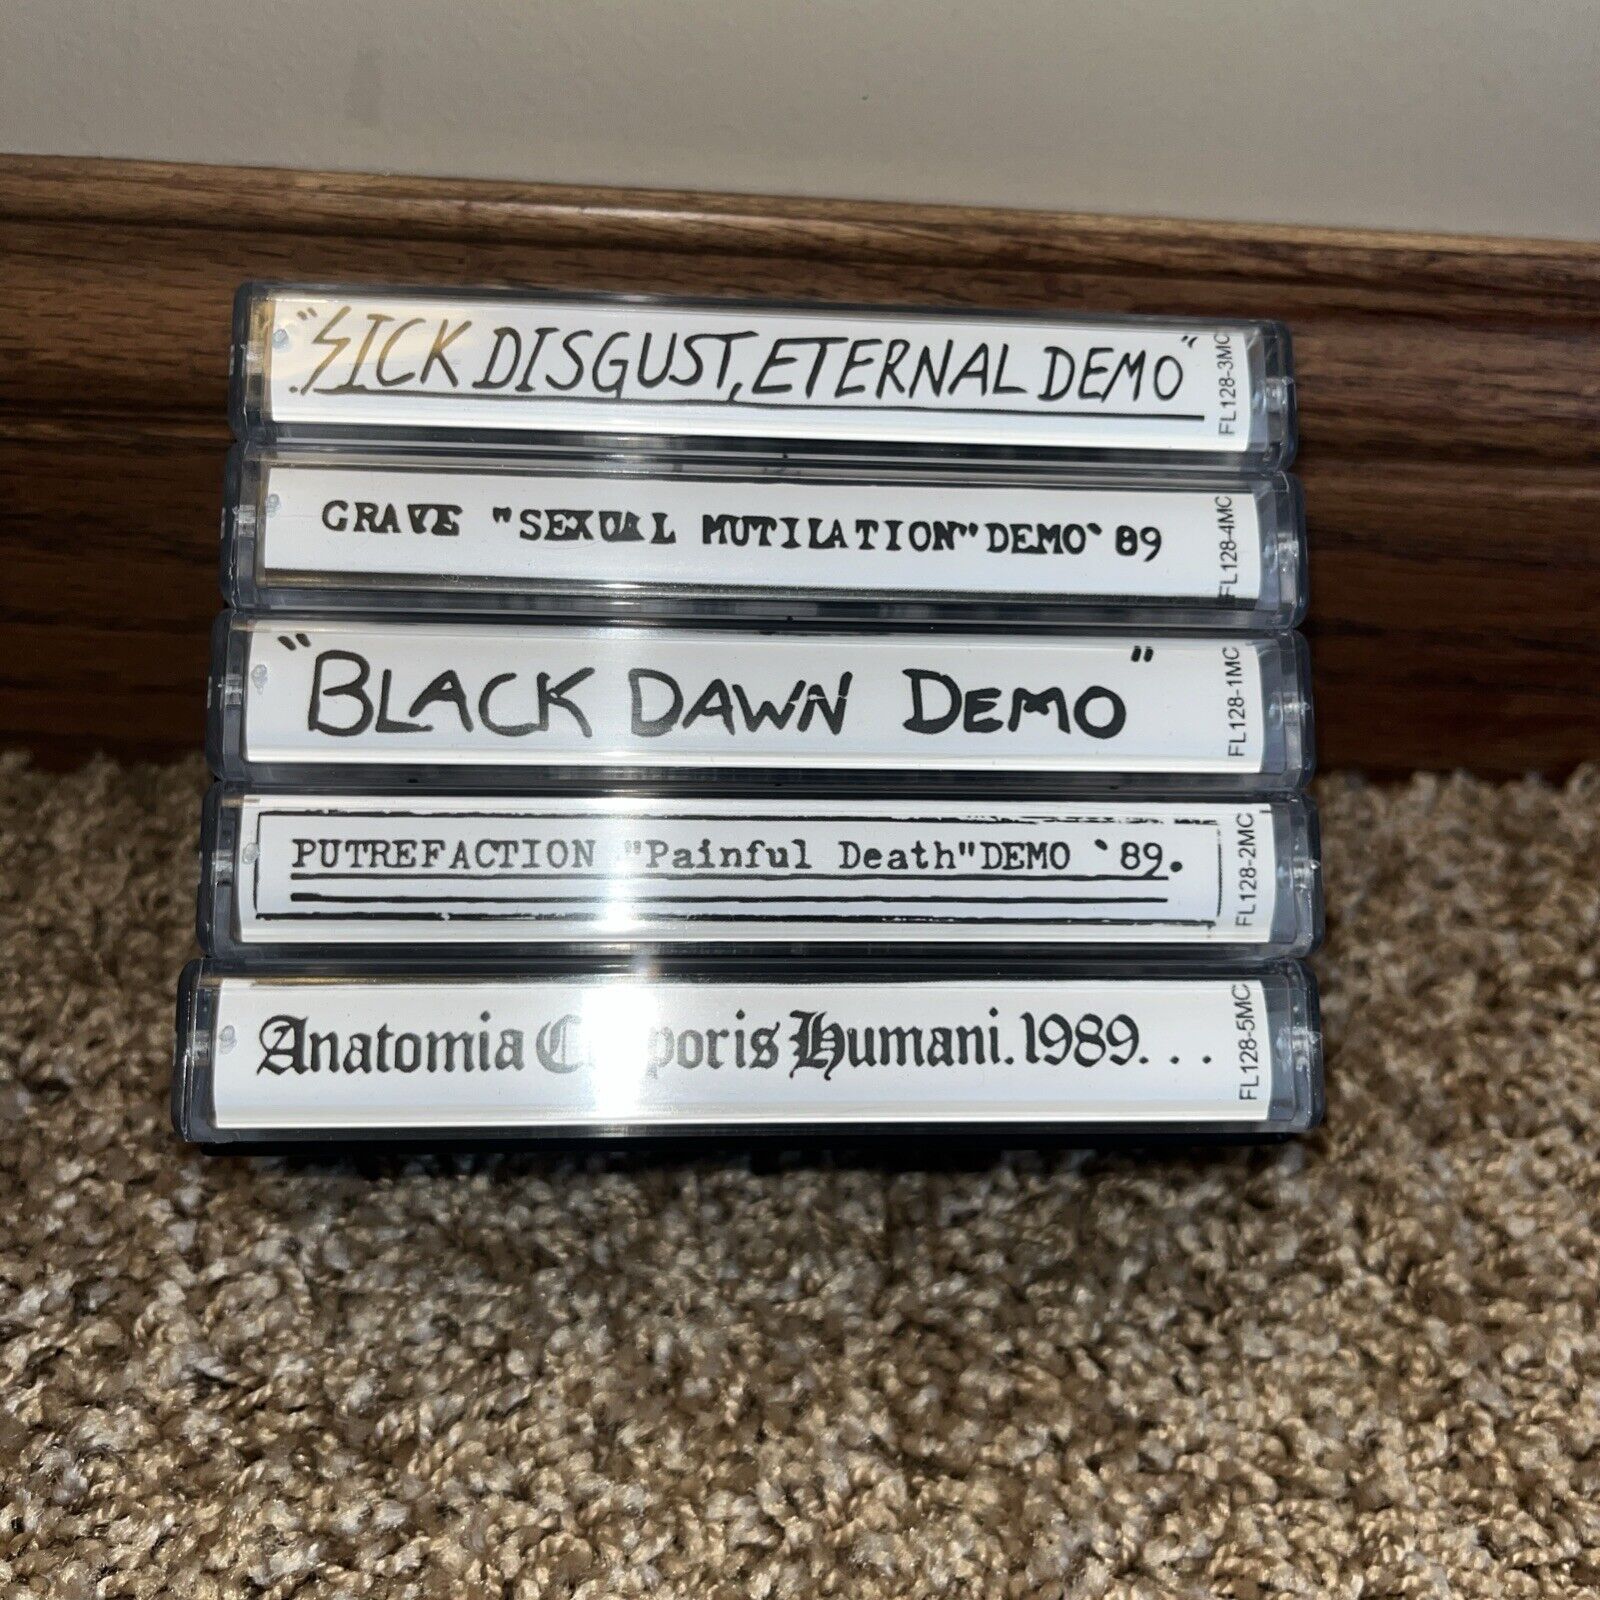 "SICK DISGUST, ETERNAL DEMO"
FL128-3MC
GRAVE "SEXUAL MUTILATION" DEMO`89
FL128-4MC
"BLACK DAWN DEMO"
FL128-1MC
PUTREFACTION "Painful Death" DEMO `89.
FL128-2MC
Anatomia Humani. 1989...
FL128-5MC